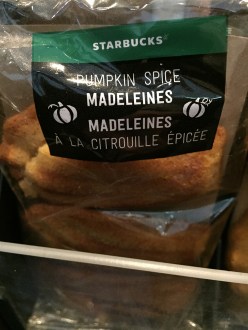 STARBUCKS
PUMPKIN SPICE
MADELEINES
MADELEINES
À LA CITROUILLE ÉPICÉE